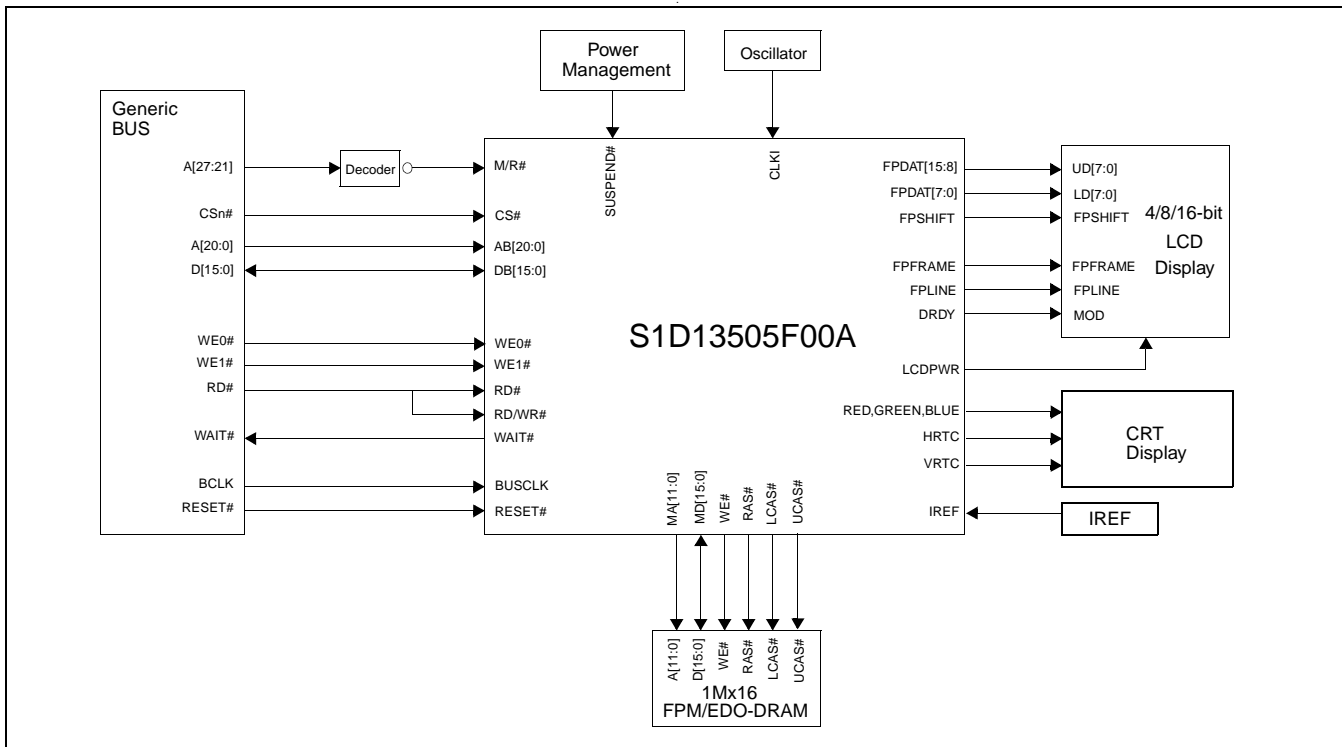 Power
Management
Oscillator
Generic
BUS
A[27:21]
Decoder
M/R#
SUSPEND#
CLKI
FPDAT[15:8]
UD[7:0]
FPDAT[7:0]
LD[7:0]
CSn#
CS#
FPSHIFT
FPSHIFT
4/8/16-bit
LCD
Display
A[20:0]
AB[20:0]
D[15:0]
DB[15:0]
FPFRAME
FPFRAME
FPLINE
FPLINE
DRDY
MOD
S1D13505F00A
WE0#
WE0#
WE1#
WE1#
LCDPWR
RD#
RD#
RD/WR#
RED,GREEN,BLUE
WAIT#
WAIT#
HRTC
VRTC
CRT
Display
BCLK
BUSCLK
RESET#
RESET#
MA[11:0]
MD[15:0]
WE#
RAS#
LCAS#
UCAS#
IREF
IREF
A[11:0]
D[15:0]
WE#
RAS#
LCAS#
UCAS#
1Mx16
FPM/EDO-DRAM